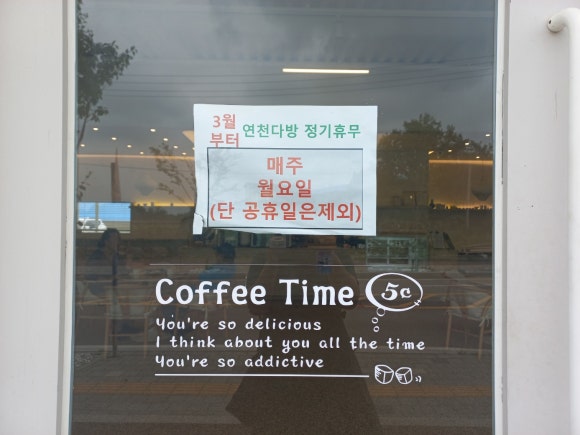 3월
부터
연천다방 정기휴무
매주
월요일
(단 공휴일은제외)
Coffee Time
5c
You're so delicious
I think about you all the time
You're so addictive